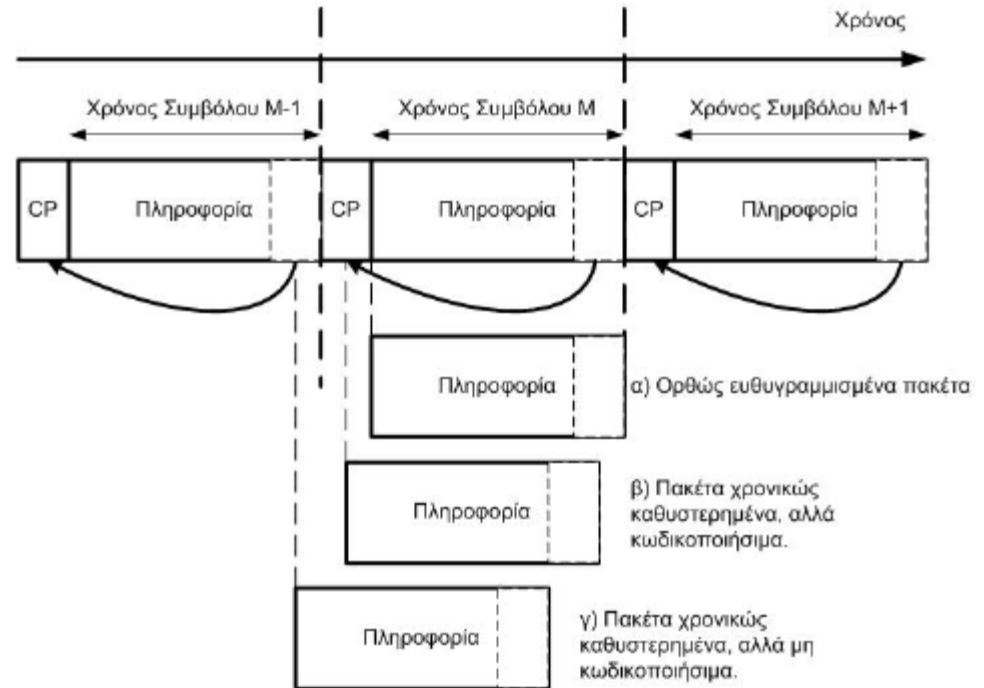 Χρόνος
Χρόνος Συμβόλου M-1
Χρόνος Συμβόλου M
Χρόνος Συμβόλου M+1
CP
Πληροφορία
CP
Πληροφορία
CP
Πληροφορία
Πληροφορία
α) Ορθώς ευθυγραμμισμένα πακέτα
Πληροφορία
β) Πακέτα χρονικώς
καθυστερημένα, αλλά
κωδικοποιήσιμα.
Πληροφορία
γ) Πακέτα χρονικώς
καθυστερημένα, αλλά μη
κωδικοποιήσιμα.